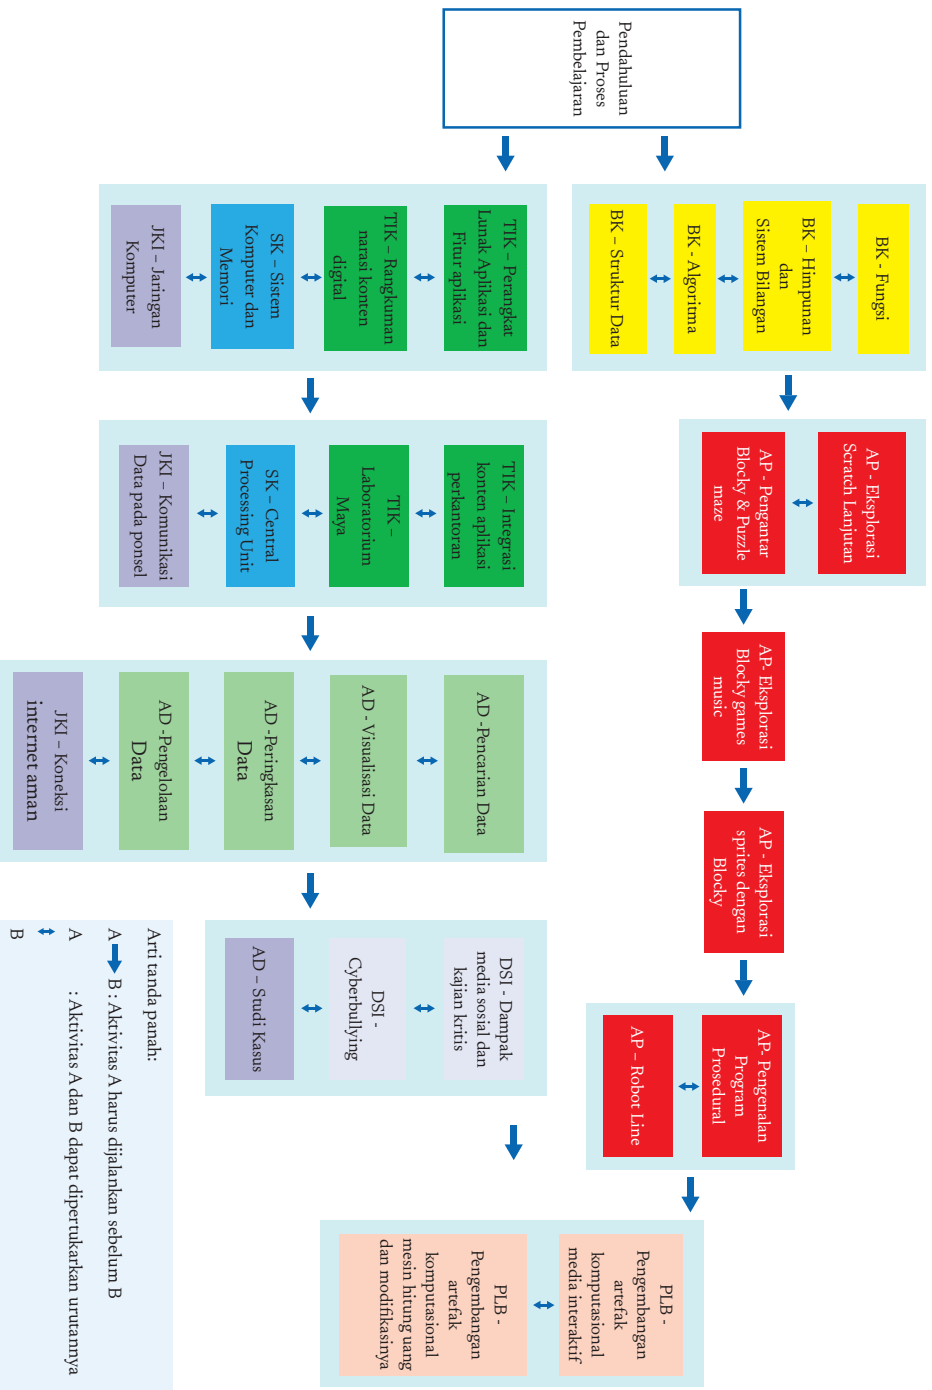 Pendahuluan
dan Proses
Pembelajaran
BK - Fungsi
BK – Himpunan
dan
Sistem Bilangan
BK - Algoritma
BK – Struktur Data
AP - Eksplorasi
Scratch Lanjutan
AP - Pengantar
Blocky & Puzzle
maze
AP- Eksplorasi
Blocky games
music
AP - Eksplorasi
sprites dengan
Blocky
AP- Pengenalan
Program
Prosedural
AP – Robot Line
TIK – Perangkat
Lunak Aplikasi dan
Fitur aplikasi
TIK – Rangkuman
narasi konten
digital
SK – Sistem
Komputer dan
Memori
JKI – Jaringan
Komputer
TIK – Integrasi
konten aplikasi
perkantoran
TIK –
Laboratorium
Maya
SK – Central
Processing Unit
JKI – Komunikasi
Data pada ponsel
AD -Pencarian Data
AD - Visualisasi Data
AD -Peringkasan
Data
AD -Pengelolaan
Data
JKI – Koneksi
internet aman
DSI - Dampak
media sosial dan
kajian kritis
DSI -
Cyberbullying
AD – Studi Kasus
PLB -
Pengembangan
artefak
komputasional
media interaktif
PLB -
Pengembangan
artefak
komputasional
mesin hitung uang
dan modifikasinya
Arti tanda panah:
A B : Aktivitas A harus dijalankan sebelum B
A : Aktivitas A dan B dapat dipertukarkan urutannya
B